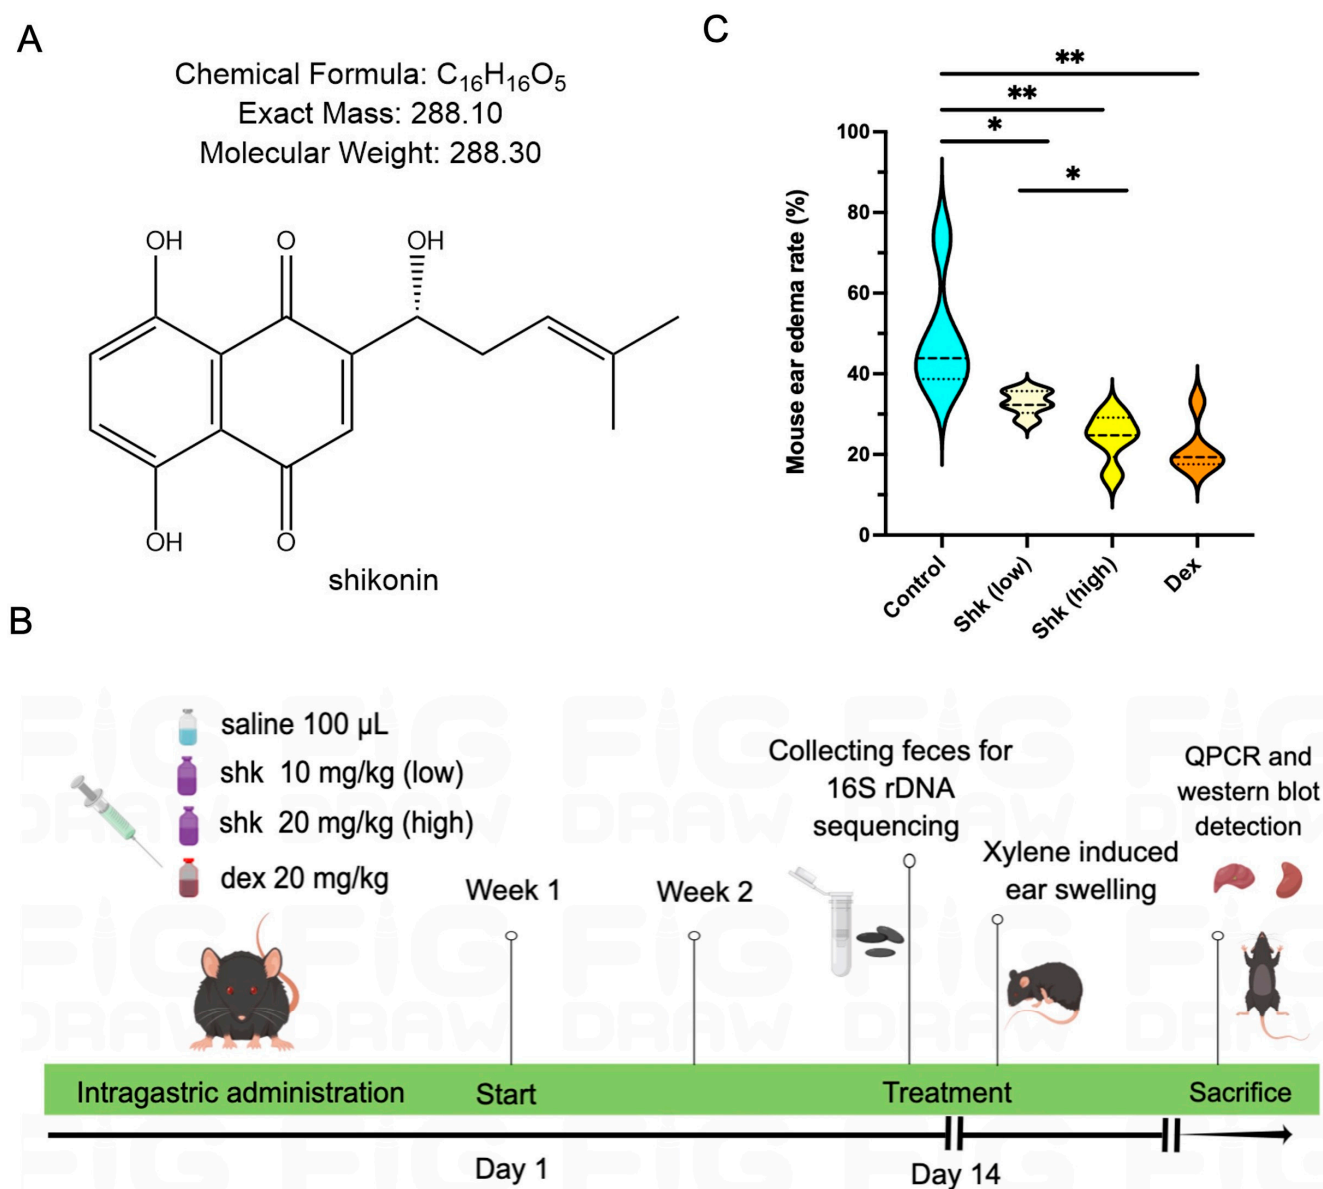 A
Chemical Formula: C₁₆H₁₆O₅
Exact Mass: 288.10
Molecular Weight: 288.30
OH
O
OH
OH
O
shikonin
C
**
**
*
*
Mouse ear edema rate (%)
100
80
60
40
20
0
Control
Shk (low)
Shk (high)
Dex
B
saline 100 µL
shk 10 mg/kg (low)
shk 20 mg/kg (high)
dex 20 mg/kg
Week 1
Week 2
Collecting feces for
16S rDNA
sequencing
Xylene induced
ear swelling
QPCR and
western blot
detection
Intragastric administration
Start
Treatment
Sacrifice
Day 1
Day 14
FIG
DRAW